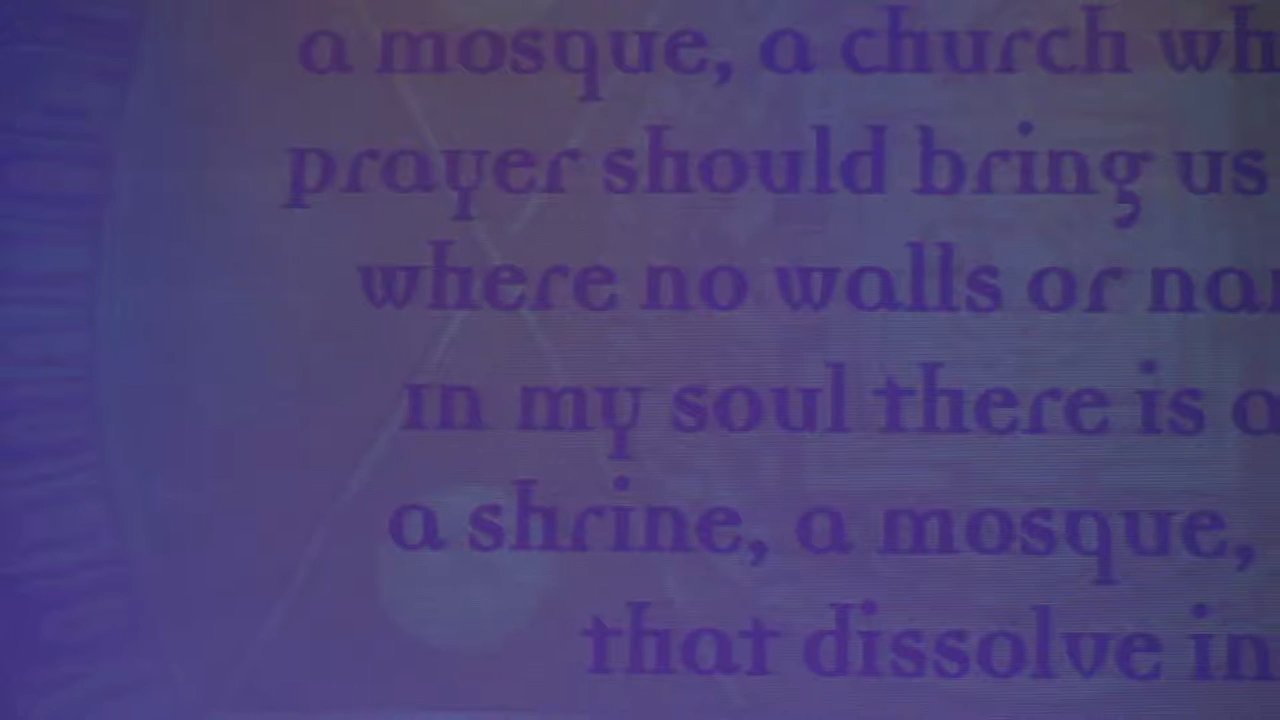 a mosque, a church
prayer should bring us
where no walls or
in my soul there is a
a shrine, a mosque,
that dissolve in